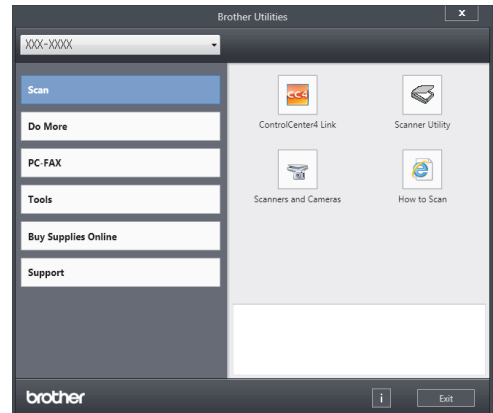 Brother Utilities
X
XXX-XXXX
Scan
Do More
PC-FAX
Tools
Buy Supplies Online
Support
CC4
ControlCenter4 Link
Scanner Utility
Scanners and Cameras
How to Scan
brother
i
Exit